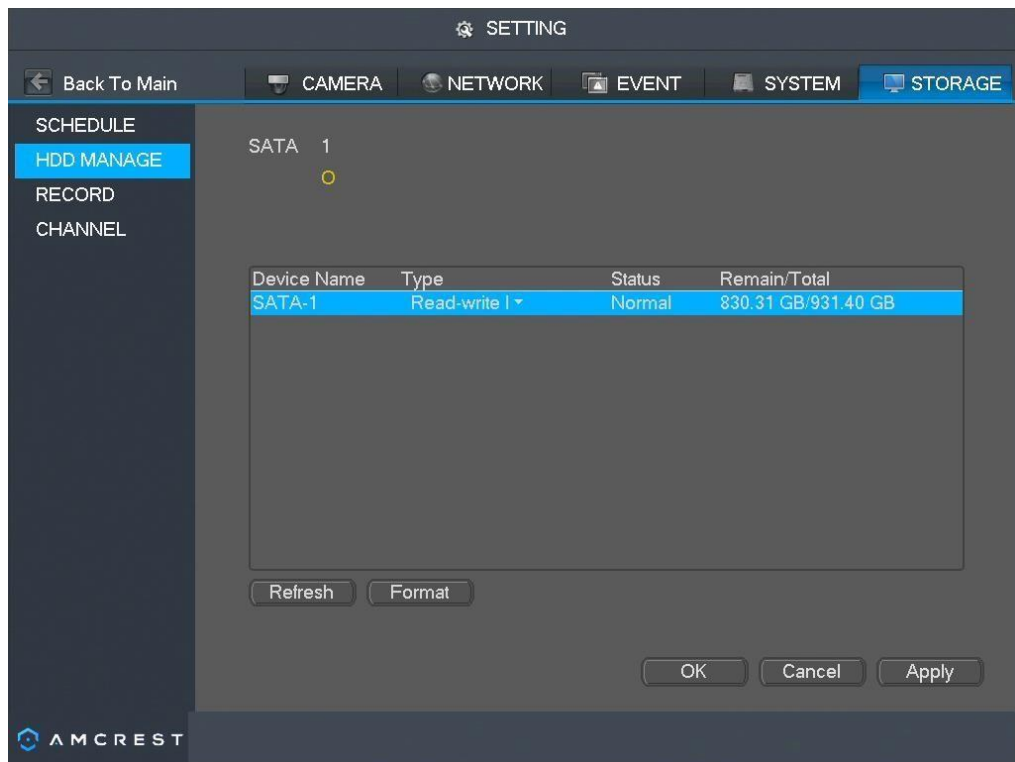 SETTING
Back To Main CAMERA NETWORK EVENT SYSTEM STORAGE
SCHEDULE
HDD MANAGE
RECORD
CHANNEL
SATA 1
O
Device Name Type Status Remain/Total
SATA-1 Read-write I Normal 830.31 GB/931.40 GB
Refresh Format
OK Cancel Apply
AMCREST